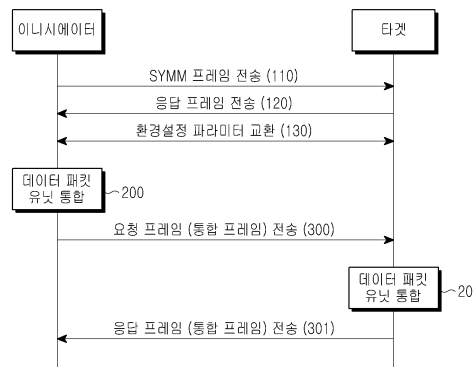 이니시에이터
타겟
SYMM 프레임 전송 (110)
응답 프레임 전송 (120)
환경설정 파라미터 교환 (130)
데이터 패킷
유닛 통합
200
요청 프레임 (통합 프레임) 전송 (300)
데이터 패킷
유닛 통합
20
응답 프레임 (통합 프레임) 전송 (301)